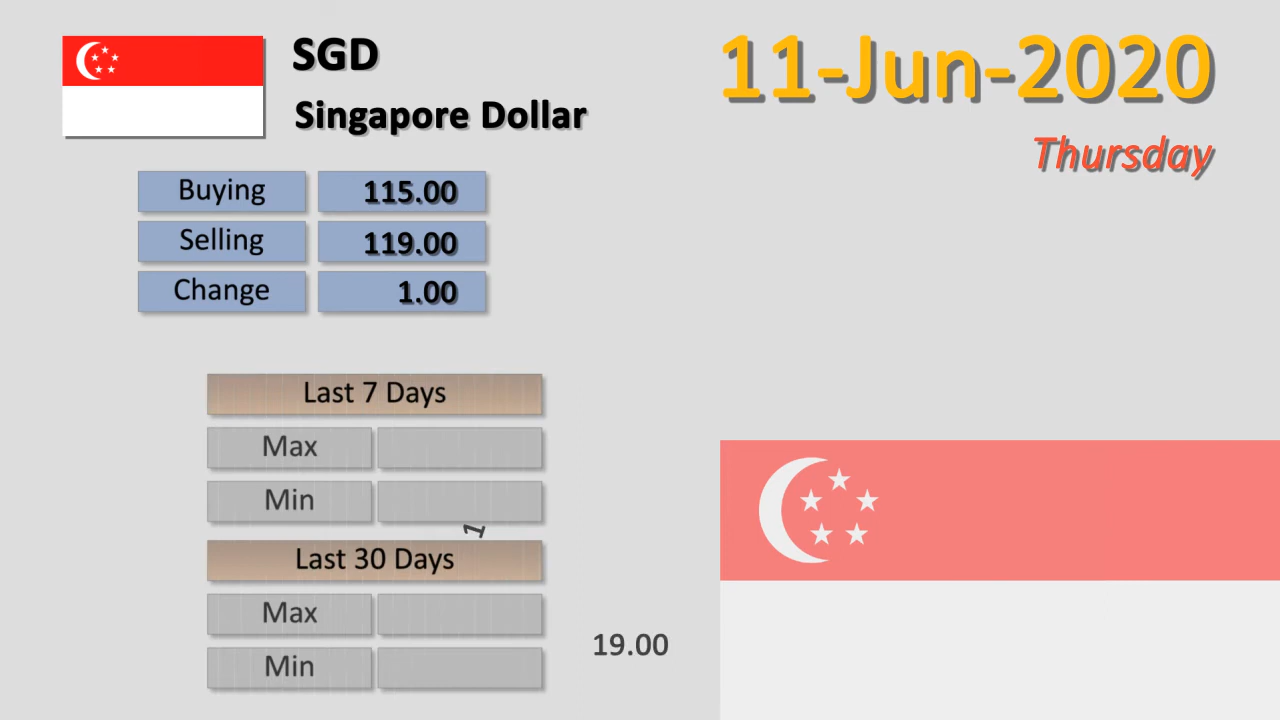 SGD
Singapore Dollar
11-Jun-2020
Thursday
Buying 115.00
Selling 119.00
Change 1.00
Last 7 Days
Max
Min
1
Last 30 Days
Max
19.00
Min